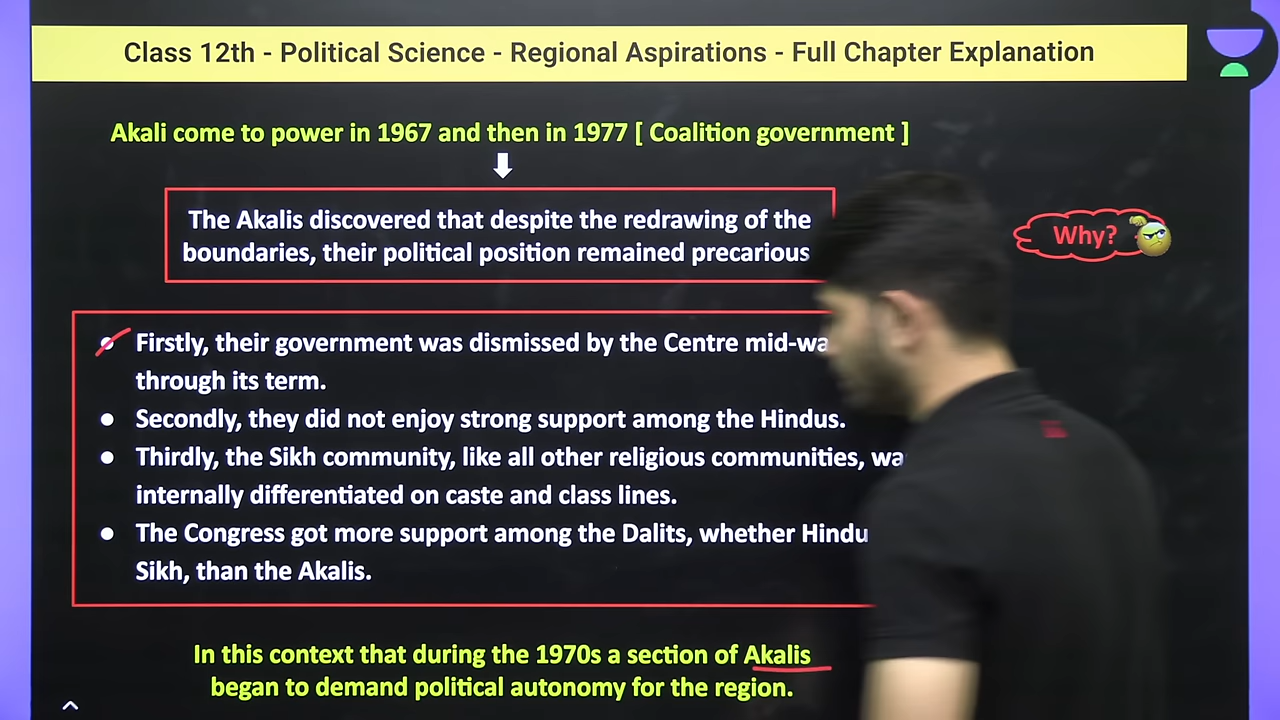 Class 12th - Political Science - Regional Aspirations - Full Chapter Explanation
Akali come to power in 1967 and then in 1977 [ Coalition government ]
The Akalis discovered that despite the redrawing of the
boundaries, their political position remained precarious
Why?
Firstly, their government was dismissed by the Centre mid-wa
through its term.
Secondly, they did not enjoy strong support among the Hindus.
Thirdly, the Sikh community, like all other religious communities, wa
internally differentiated on caste and class lines.
The Congress got more support among the Dalits, whether Hindu
Sikh, than the Akalis.
In this context that during the 1970s a section of Akalis
began to demand political autonomy for the region.